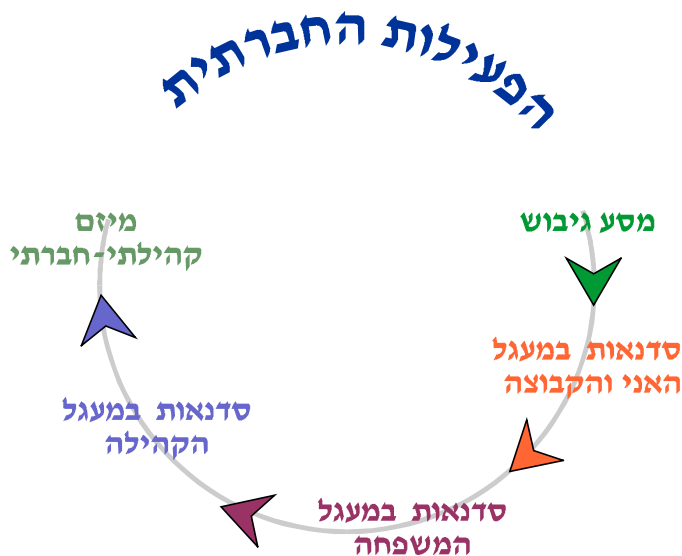 הפעילות החברתית
מסע גיבוש
סדנאות במעגל
האני והקבוצה
סדנאות במעגל
המשפחה
סדנאות במעגל
הקהילה
מיזם
קהילתי-חברתי